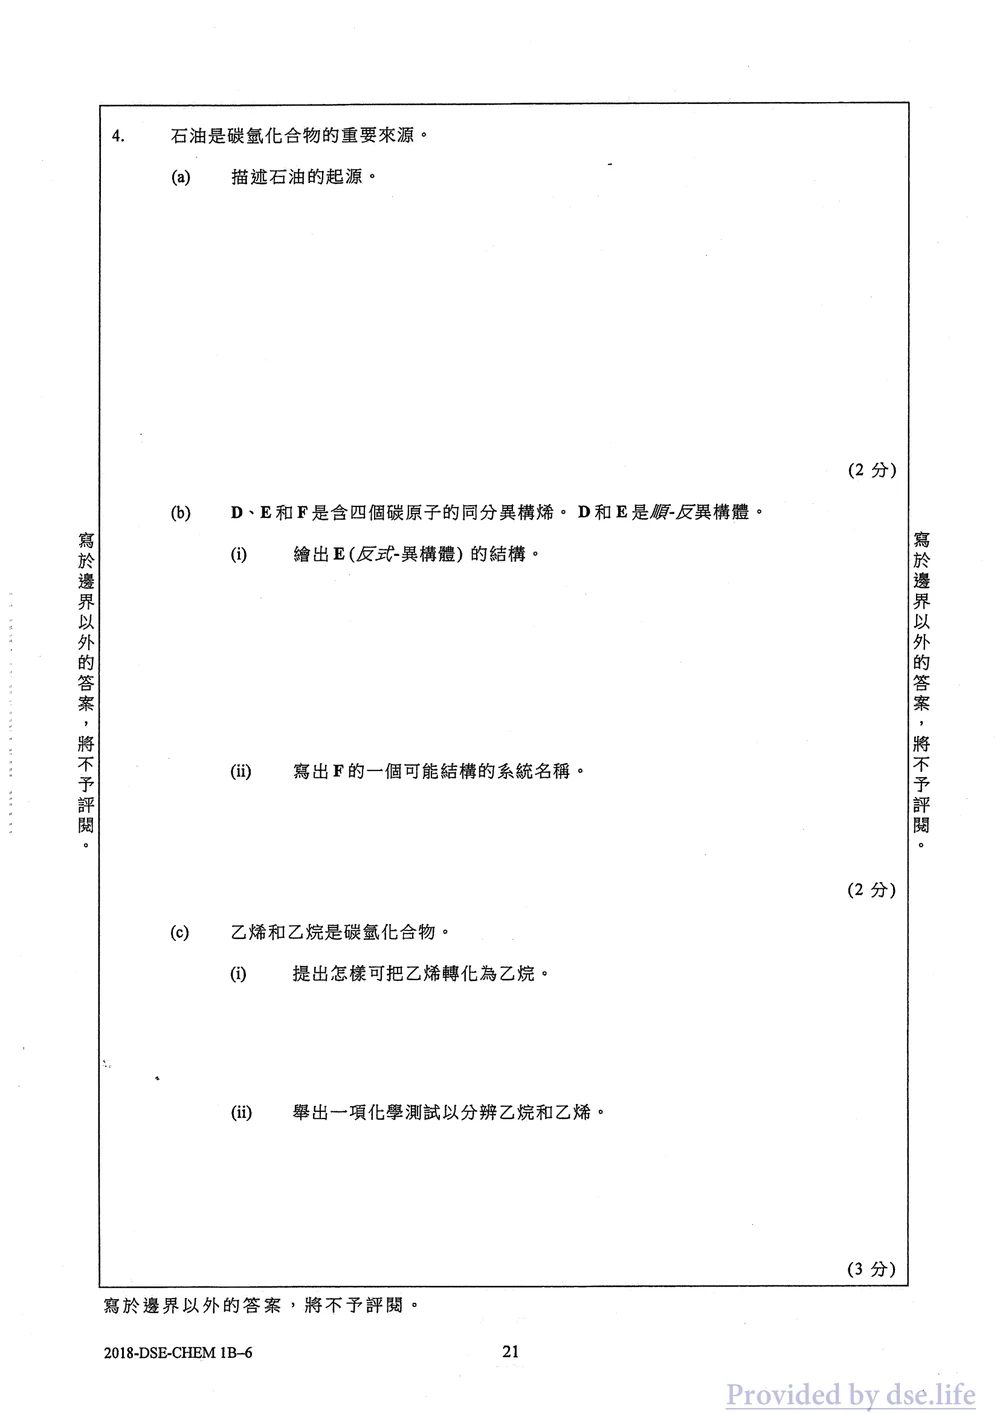 4. 石油是碳氫化合物的重要來源。
(a) 描述石油的起源。
(2 分)
(b) D、E 和 F 是含四個碳原子的同分異構烯。 D 和 E 是順-反異構體。
(i) 繪出 E (反式-異構體) 的結構。
(ii) 寫出 F 的一個可能結構的系統名稱。
(2 分)
(c) 乙烯和乙烷是碳氫化合物。
(i) 提出怎樣可把乙烯轉化為乙烷。
(ii) 舉出一項化學測試以分辨乙烷和乙烯。
(3 分)
寫於邊界以外的答案，將不予評閱。
寫於邊界以外的答案，將不予評閱。
寫於邊界以外的答案，將不予評閱。
2018-DSE-CHEM 1B–6
21
Provided by dse.life